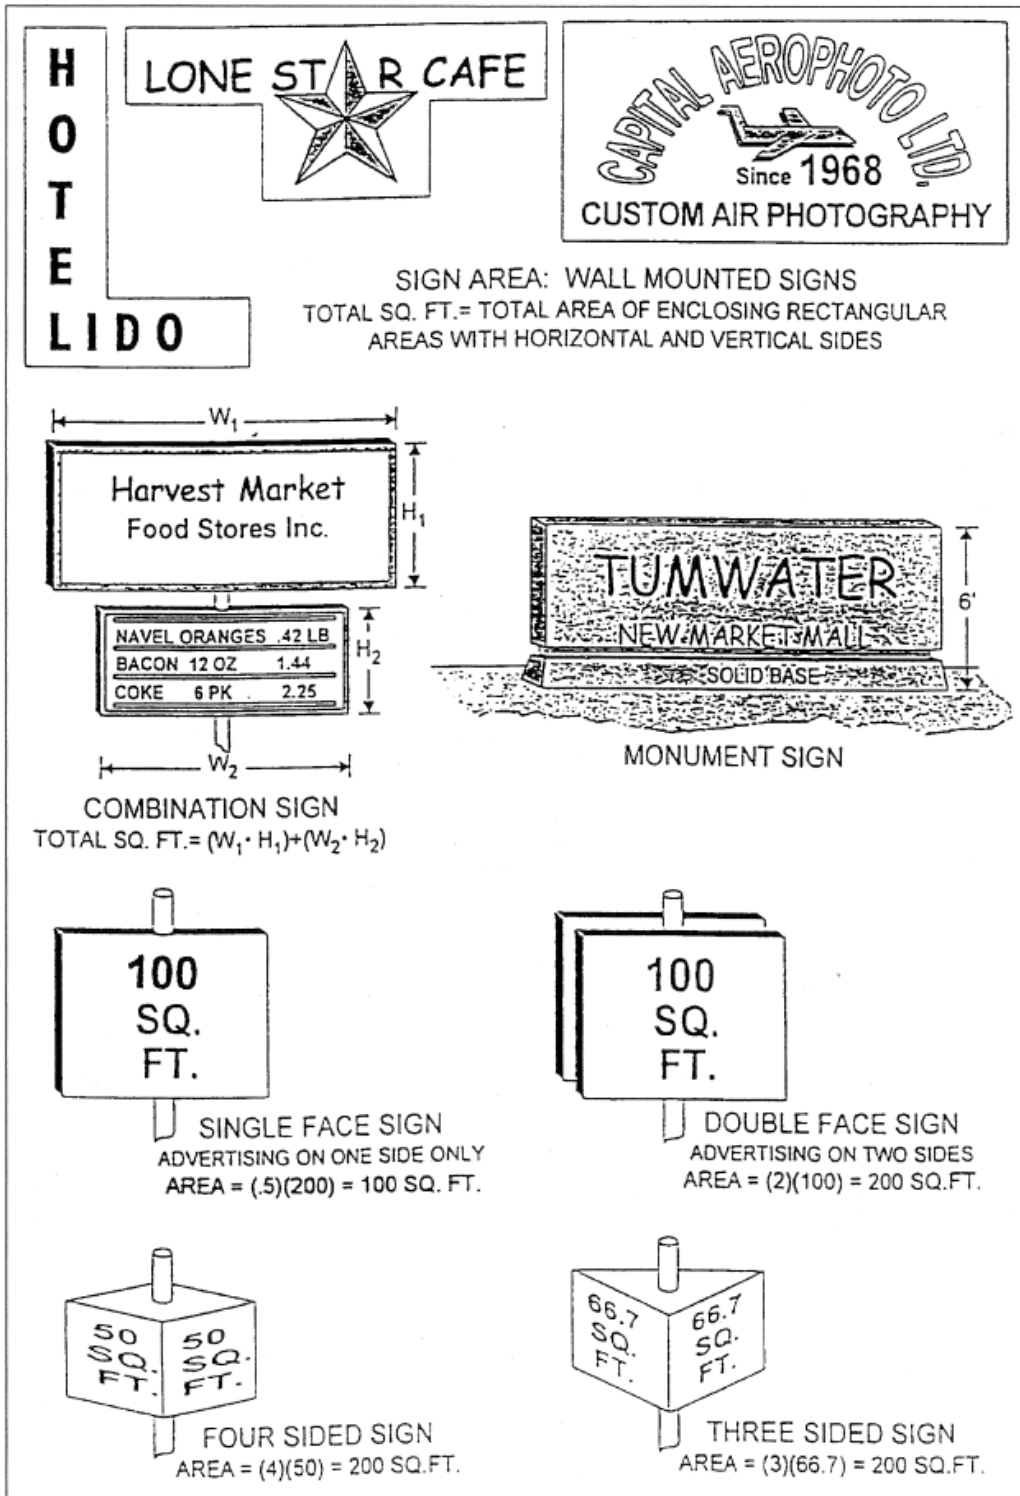 H
O
T
E
LIDO
LONE ST R CAFE
CAPITAL AEROPHOTO LTD.
Since 1968
CUSTOM AIR PHOTOGRAPHY
SIGN AREA: WALL MOUNTED SIGNS
TOTAL SQ. FT.= TOTAL AREA OF ENCLOSING RECTANGULAR
AREAS WITH HORIZONTAL AND VERTICAL SIDES
W₁
Harvest Market
Food Stores Inc.
H₁
NAVEL ORANGES .42 LB
BACON 12 OZ 1.44
COKE 6 PK . 2.25
H₂
W₂
COMBINATION SIGN
TOTAL SQ. FT.= (W₁· H₁)+(W₂· H₂)
TUMWATER
NEW MARKET MALL
SOLID BASE
6'
MONUMENT SIGN
100
SQ.
FT.
SINGLE FACE SIGN
ADVERTISING ON ONE SIDE ONLY
AREA = (.5)(200) = 100 SQ. FT.
100
SQ.
FT.
DOUBLE FACE SIGN
ADVERTISING ON TWO SIDES
AREA = (2)(100) = 200 SQ.FT.
50
SQ.
FT.
50
SQ.
FT.
FOUR SIDED SIGN
AREA = (4)(50) = 200 SQ.FT.
66.7
SQ.
FT.
66.7
SQ.
FT.
THREE SIDED SIGN
AREA = (3)(66.7) = 200 SQ.FT.